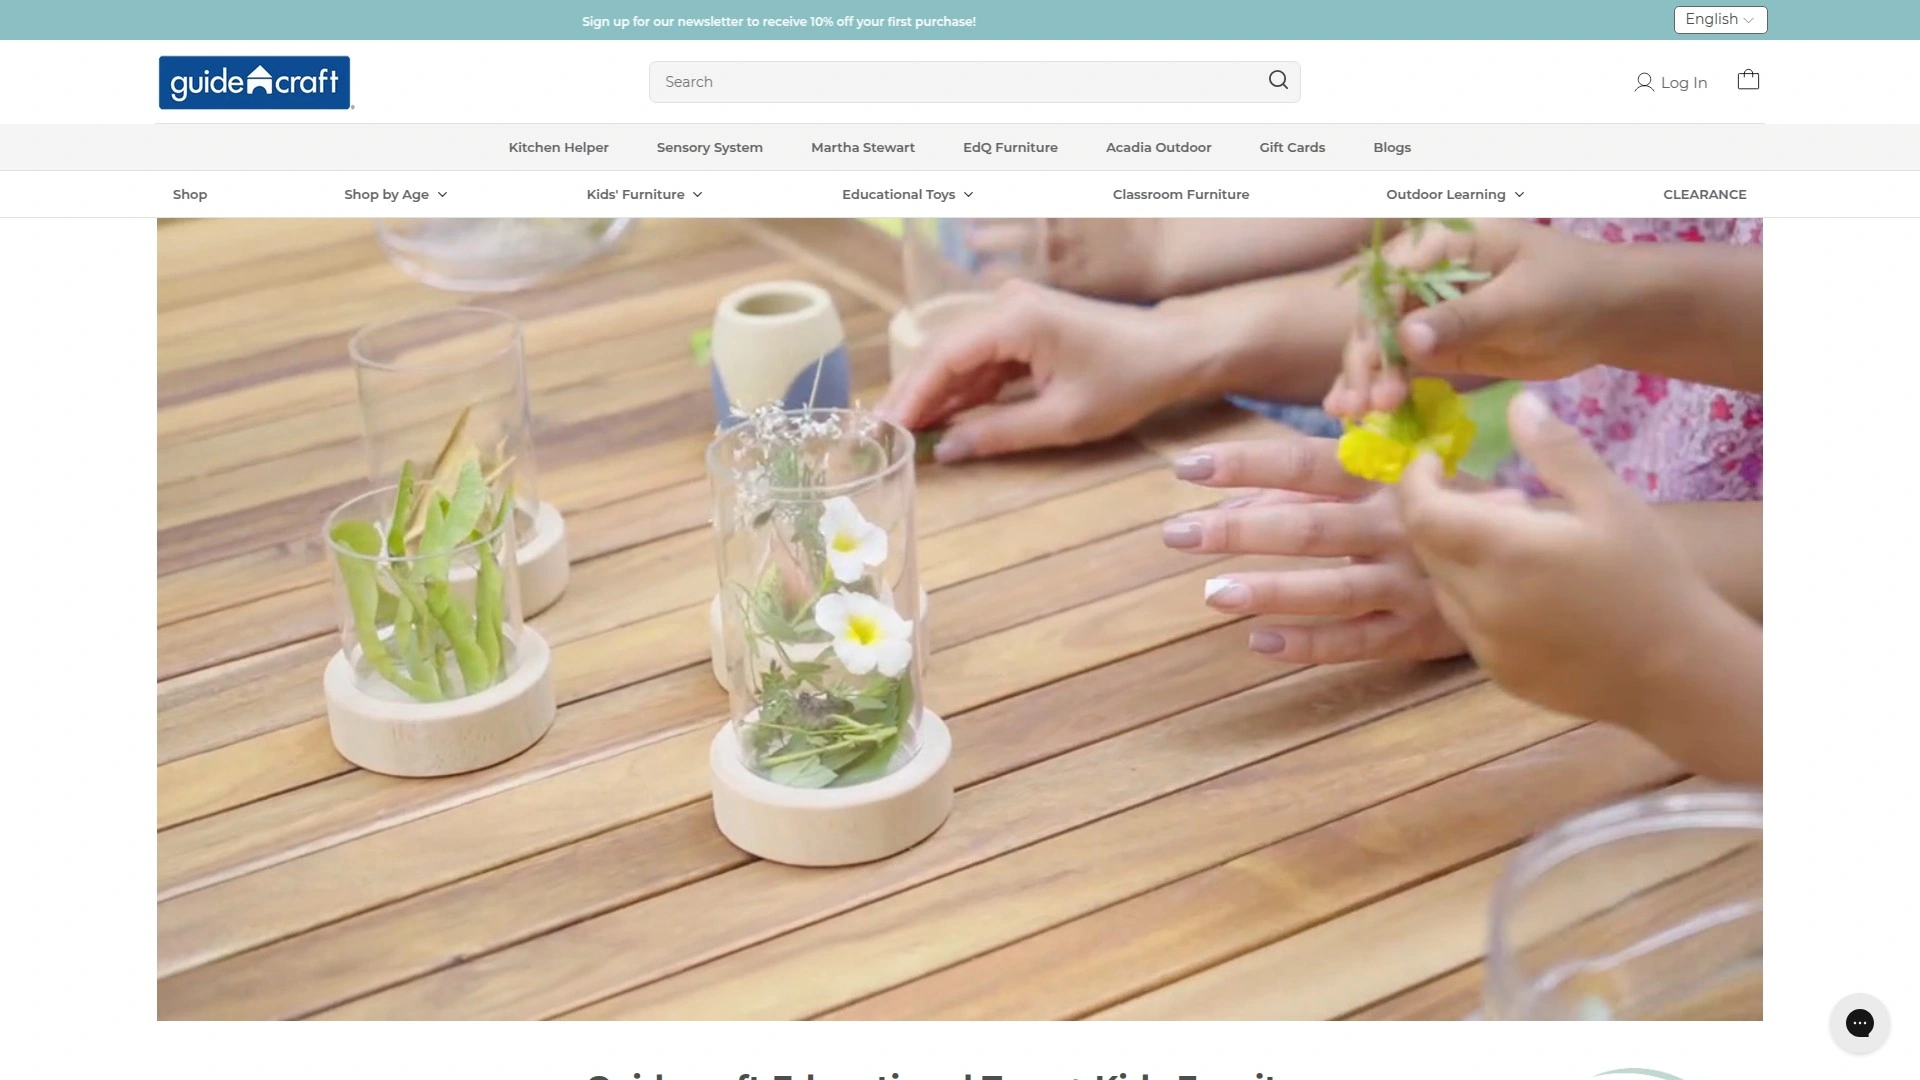 Sign up for our newsletter to receive 10% off your first purchase!
English
guidecraft
Search
Log In
Kitchen Helper
Sensory System
Martha Stewart
EdQ Furniture
Acadia Outdoor
Gift Cards
Blogs
Shop
Shop by Age
Kids' Furniture
Educational Toys
Classroom Furniture
Outdoor Learning
CLEARANCE